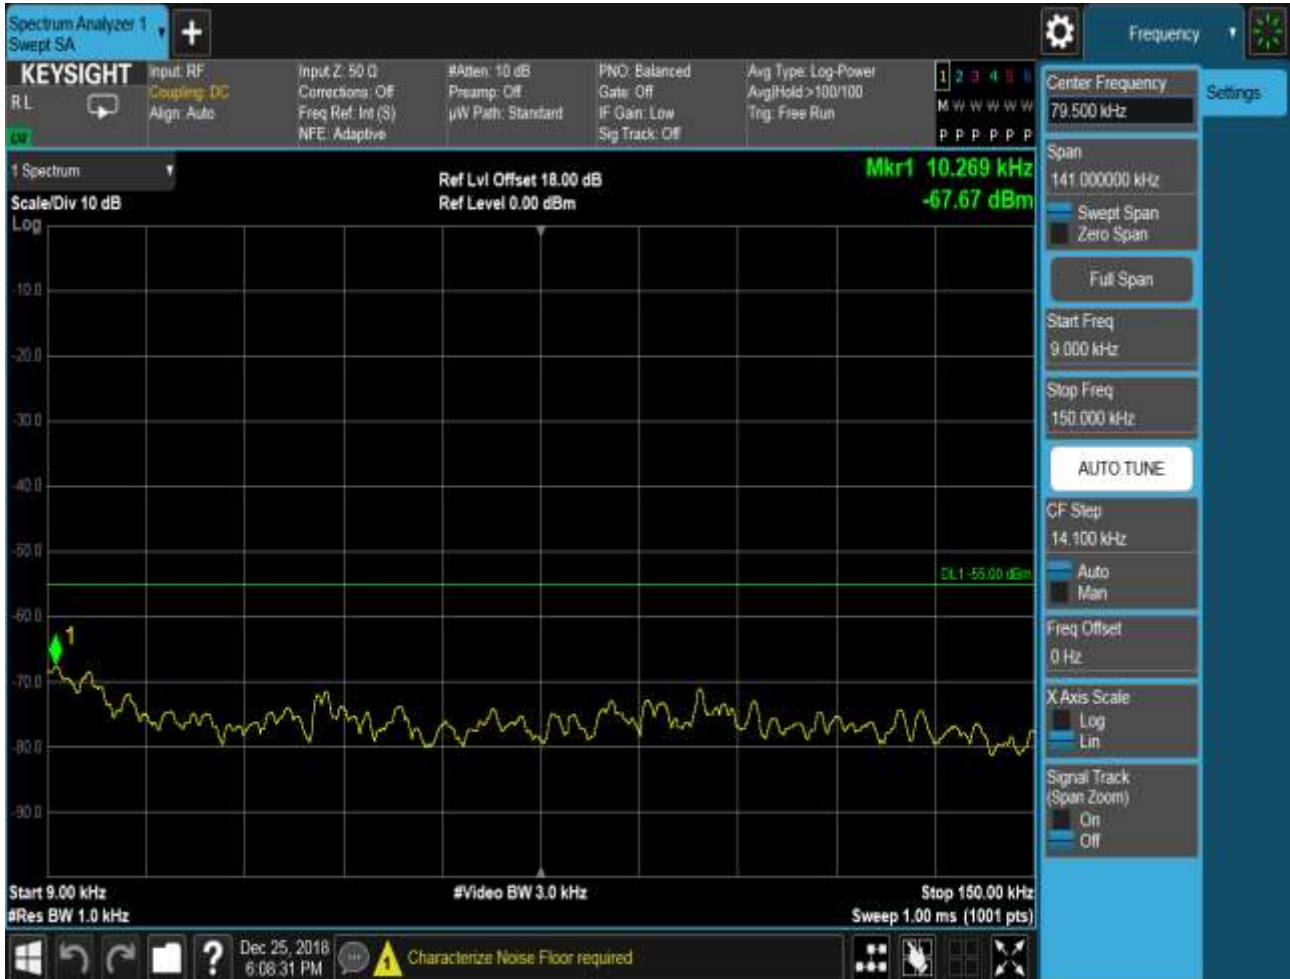 Spectrum Analyzer 1
Swept SA
Frequency
KEYSIGHT
R L
Input: RF
Coupling: DC
Align: Auto
Input Z: 50 Ω
Corrections: Off
Freq Ref: Int (S)
NFE: Adaptive
#Atten: 10 dB
Preamp: Off
µW Path: Standard
PNO: Balanced
Gate: Off
IF Gain: Low
Sig Track: Off
Avg Type: Log-Power
Avg|Hold:>100/100
Trig: Free Run
1 2 3 4 5 6
M W W W W W
P P P P P P
1 Spectrum
Scale/Div 10 dB
Log
Ref Lvl Offset 18.00 dB
Ref Level 0.00 dBm
Mkr1 10.269 kHz
-67.67 dBm
-10.0
-20.0
-30.0
-40.0
-50.0
DL1 -55.00 dBm
-60.0
1
-70.0
-80.0
-90.0
Start 9.00 kHz
#Res BW 1.0 kHz
#Video BW 3.0 kHz
Stop 150.00 kHz
Sweep 1.00 ms (1001 pts)
Center Frequency
79.500 kHz
Settings
Span
141.000000 kHz
Swept Span
Zero Span
Full Span
Start Freq
9.000 kHz
Stop Freq
150.000 kHz
AUTO TUNE
CF Step
14.100 kHz
Auto
Man
Freq Offset
0 Hz
X Axis Scale
Log
Lin
Signal Track
(Span Zoom)
On
Off
?
Dec 25, 2018
6:08:31 PM
1
Characterize Noise Floor required